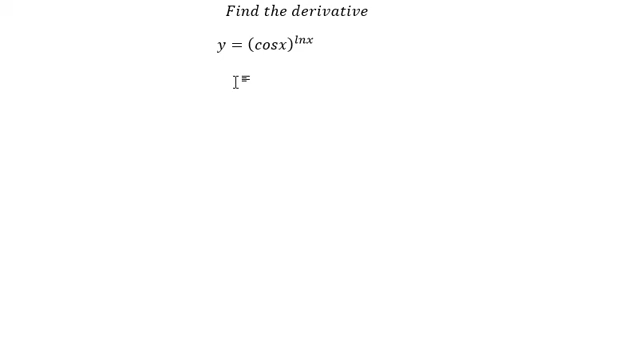 Find the derivative
y = (cosx)^{lnx}